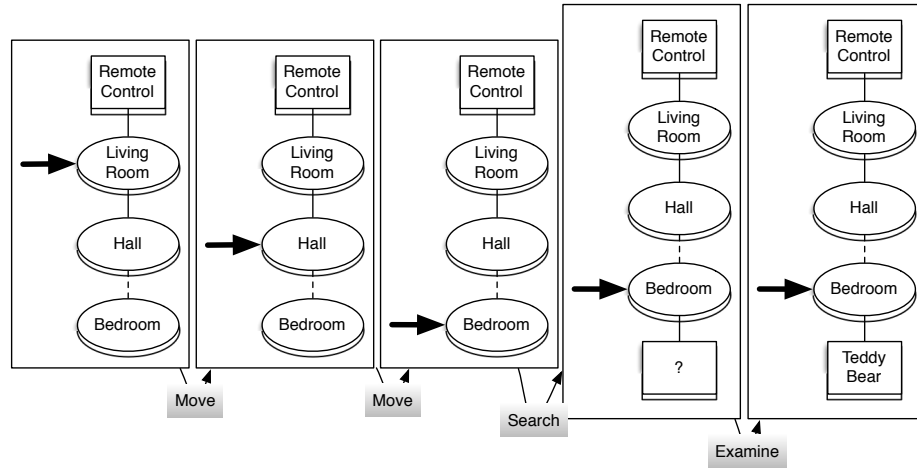 Remote
Control
Living
Room
Hall
Bedroom
Move
Remote
Control
Living
Room
Hall
Bedroom
Move
Remote
Control
Living
Room
Hall
Bedroom
Search
Remote
Control
Living
Room
Hall
Bedroom
?
Examine
Remote
Control
Living
Room
Hall
Bedroom
Teddy
Bear